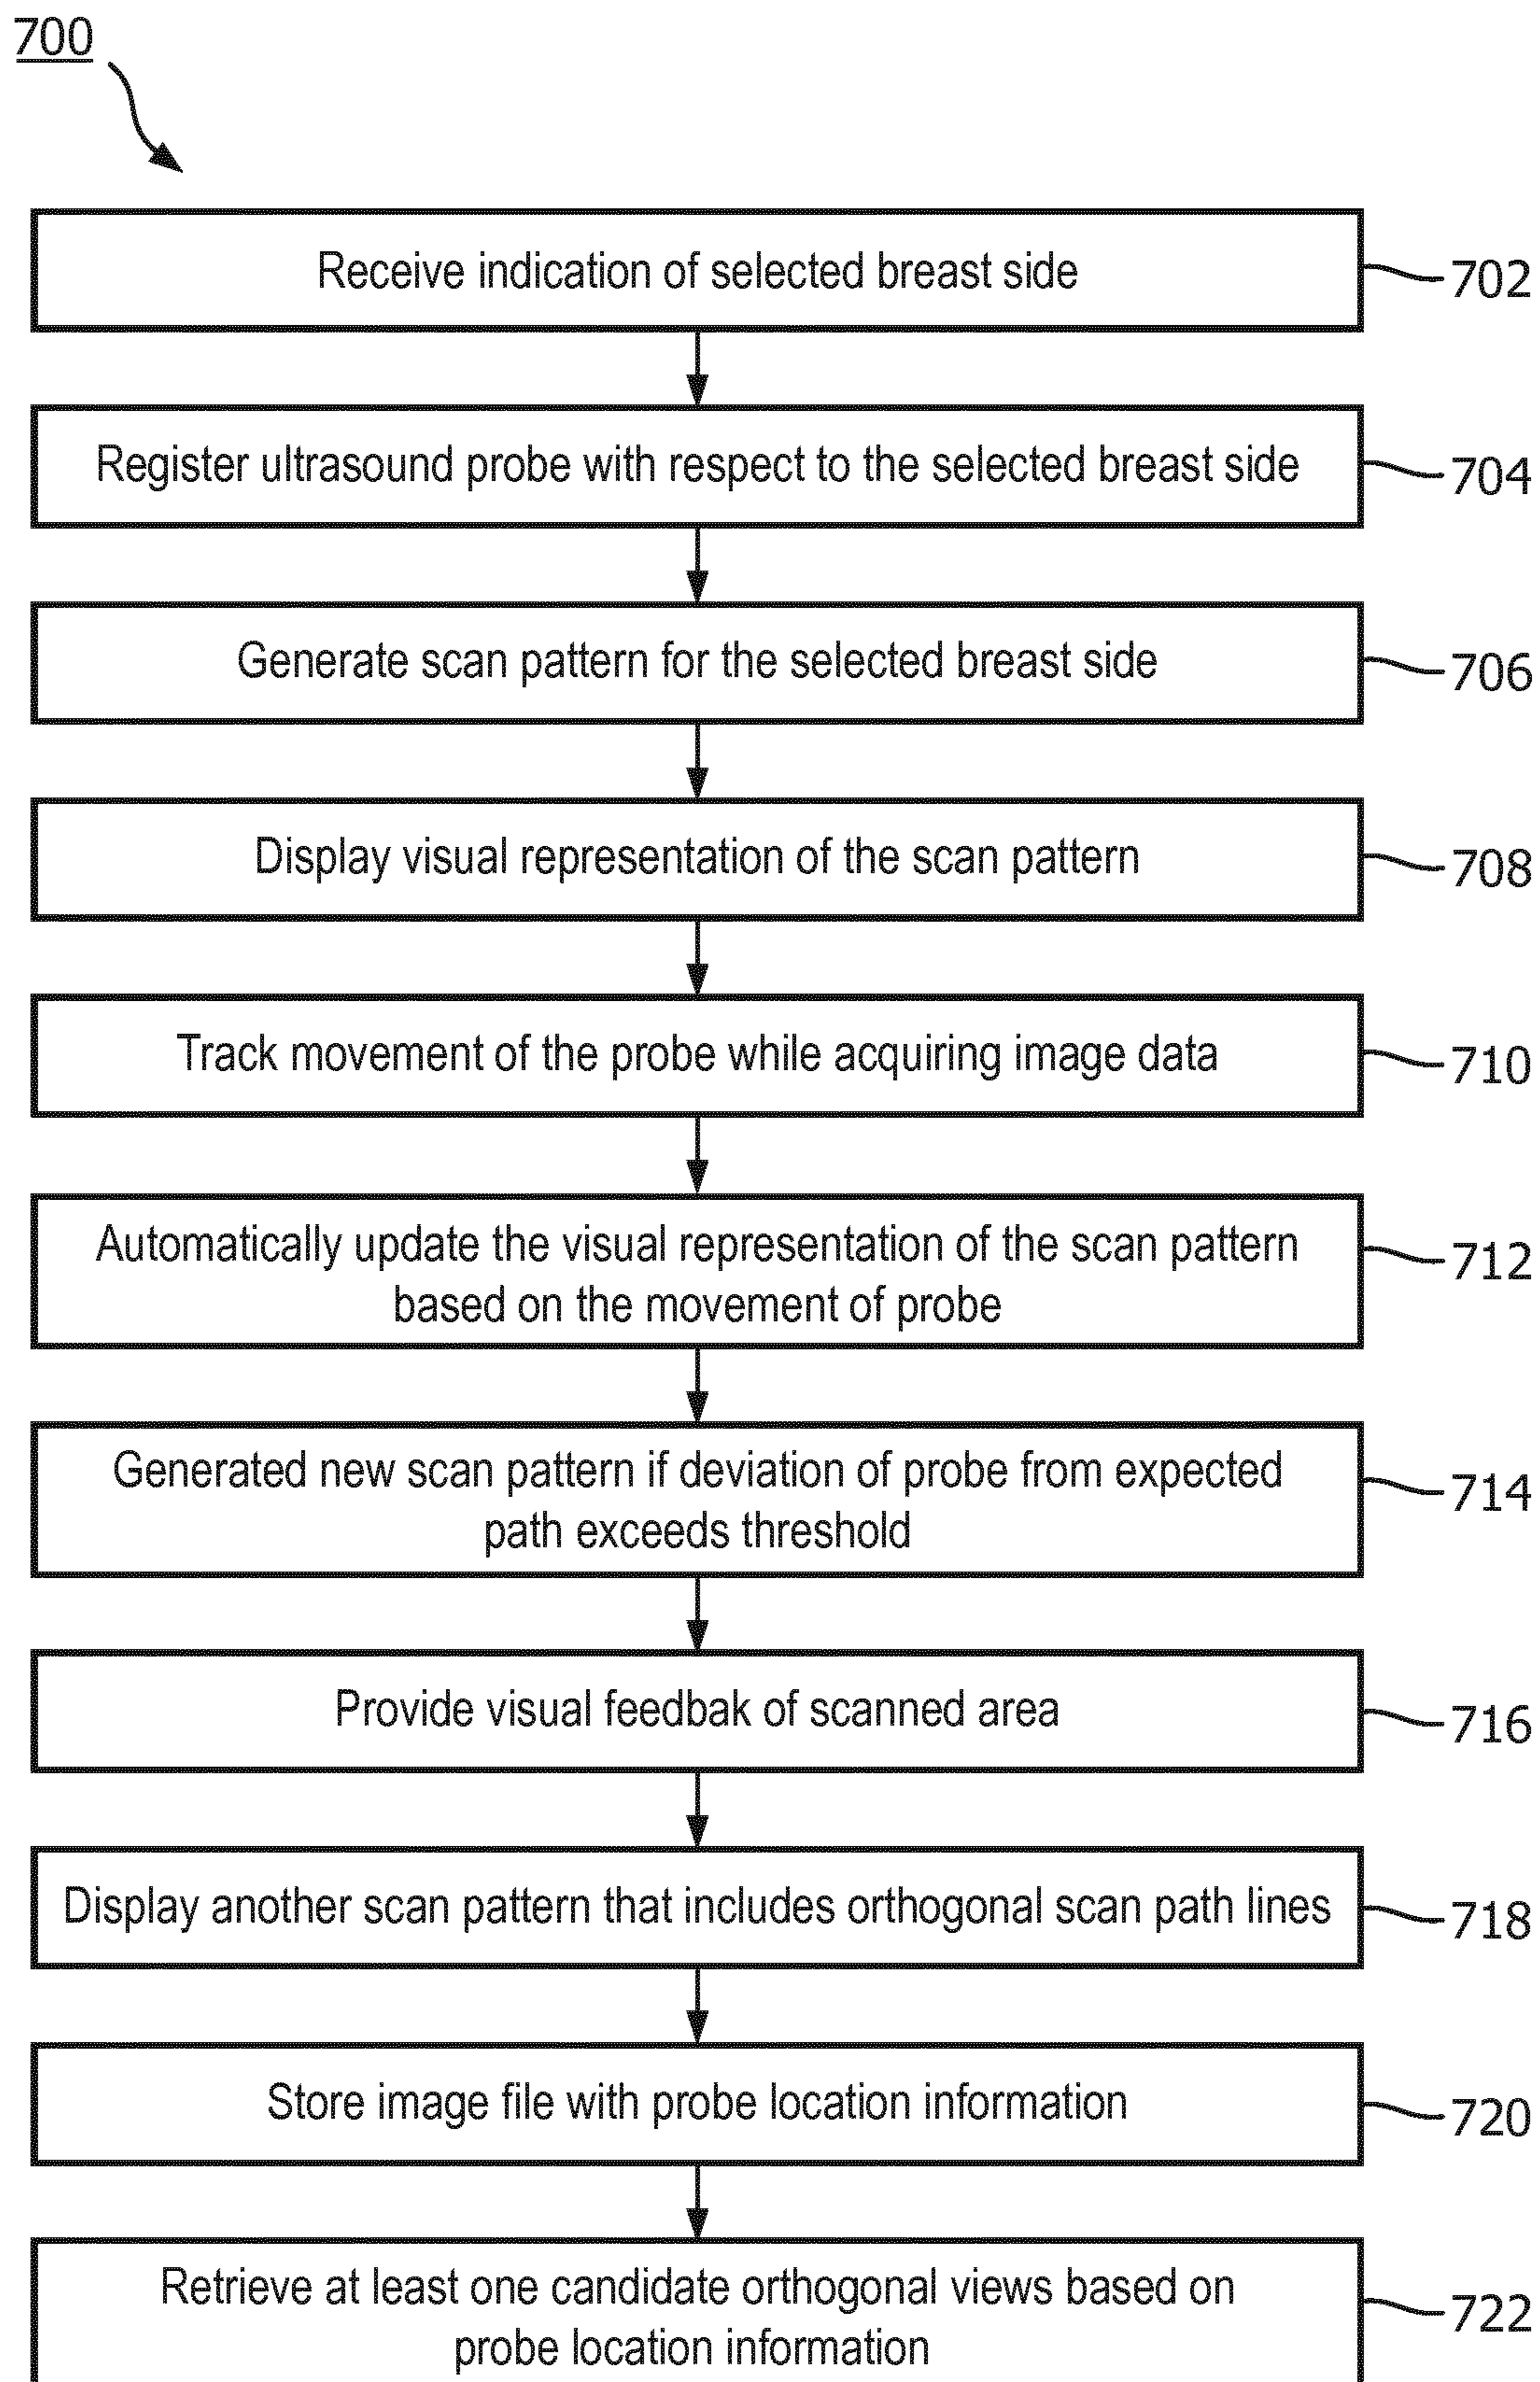 700
Receive indication of selected breast side
702
Register ultrasound probe with respect to the selected breast side
704
Generate scan pattern for the selected breast side
706
Display visual representation of the scan pattern
708
Track movement of the probe while acquiring image data
710
Automatically update the visual representation of the scan pattern
based on the movement of probe
712
Generated new scan pattern if deviation of probe from expected
path exceeds threshold
714
Provide visual feedbak of scanned area
716
Display another scan pattern that includes orthogonal scan path lines
718
Store image file with probe location information
720
Retrieve at least one candidate orthogonal views based on
probe location information
722